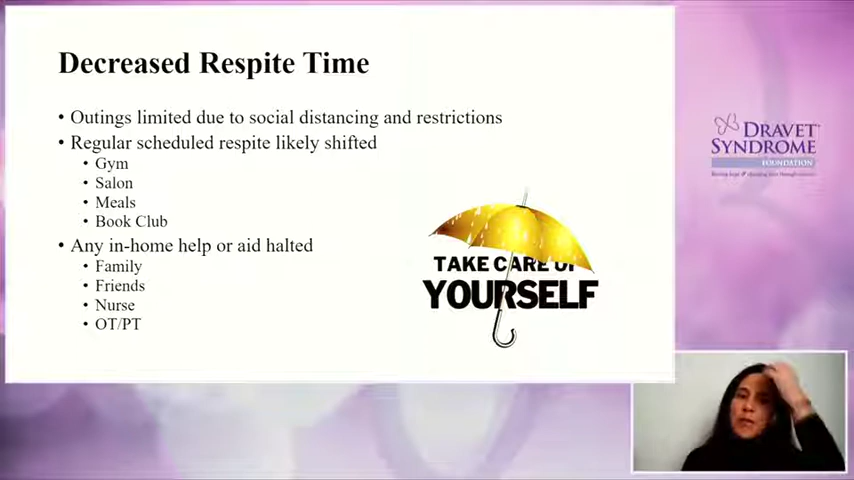 Decreased Respite Time
• Outings limited due to social distancing and restrictions
• Regular scheduled respite likely shifted
• Gym
• Salon
• Meals
• Book Club
• Any in-home help or aid halted
• Family
• Friends
• Nurse
• OT/PT
TAKE CARE OF
YOURSELF
DRAVET
SYNDROME
FOUNDATION